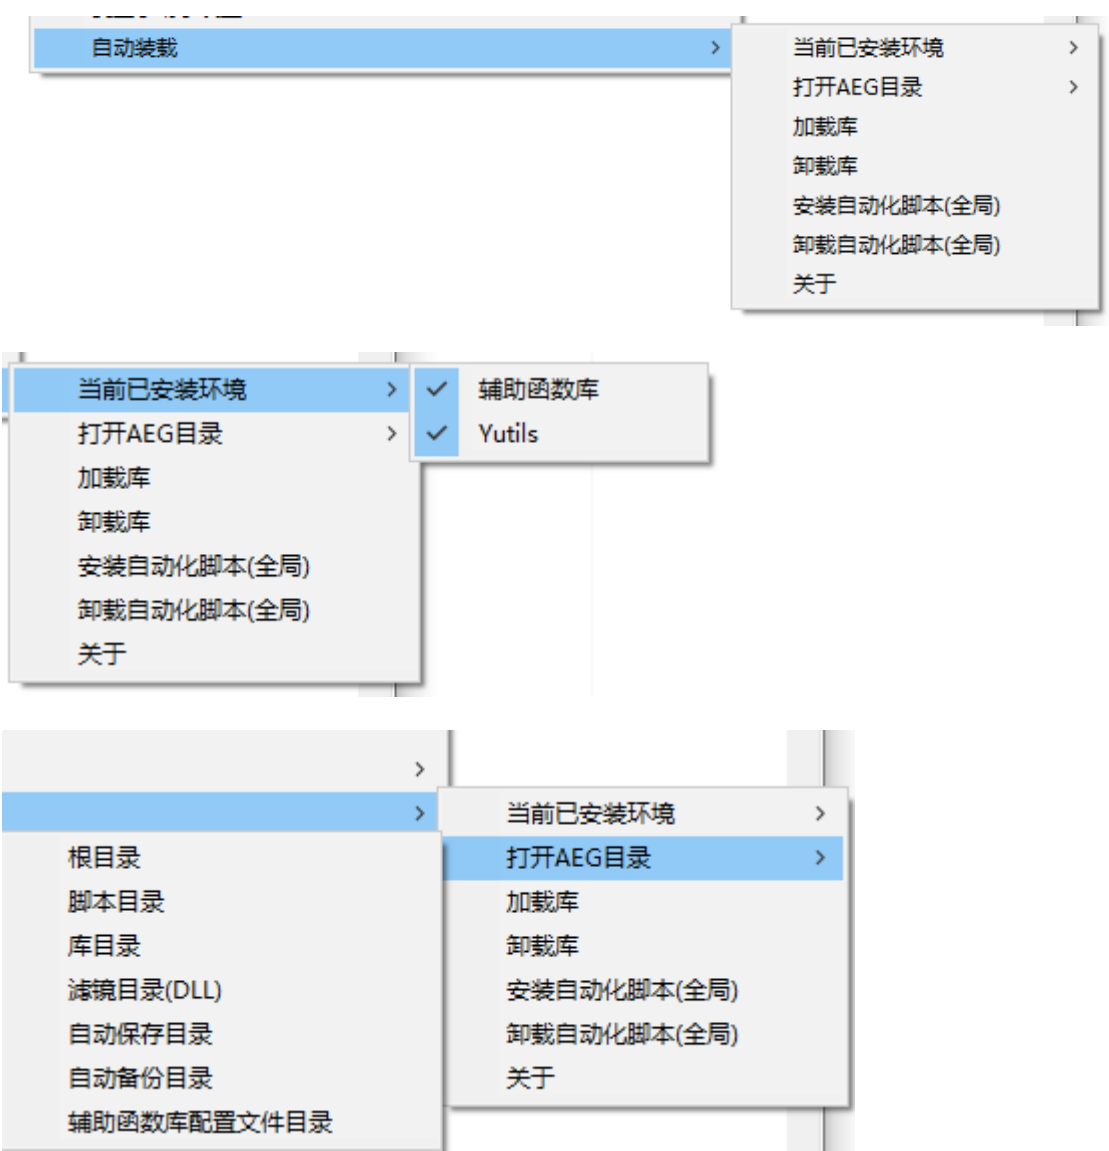 自动装载
当前已安装环境
打开AEG目录
加载库
卸载库
安装自动化脚本(全局)
卸载自动化脚本(全局)
关于
当前已安装环境
打开AEG目录
加载库
卸载库
安装自动化脚本(全局)
卸载自动化脚本(全局)
关于
辅助函数库
Yutils
根目录
脚本目录
库目录
滤镜目录(DLL)
自动保存目录
自动备份目录
辅助函数库配置文件目录
当前已安装环境
打开AEG目录
加载库
卸载库
安装自动化脚本(全局)
卸载自动化脚本(全局)
关于